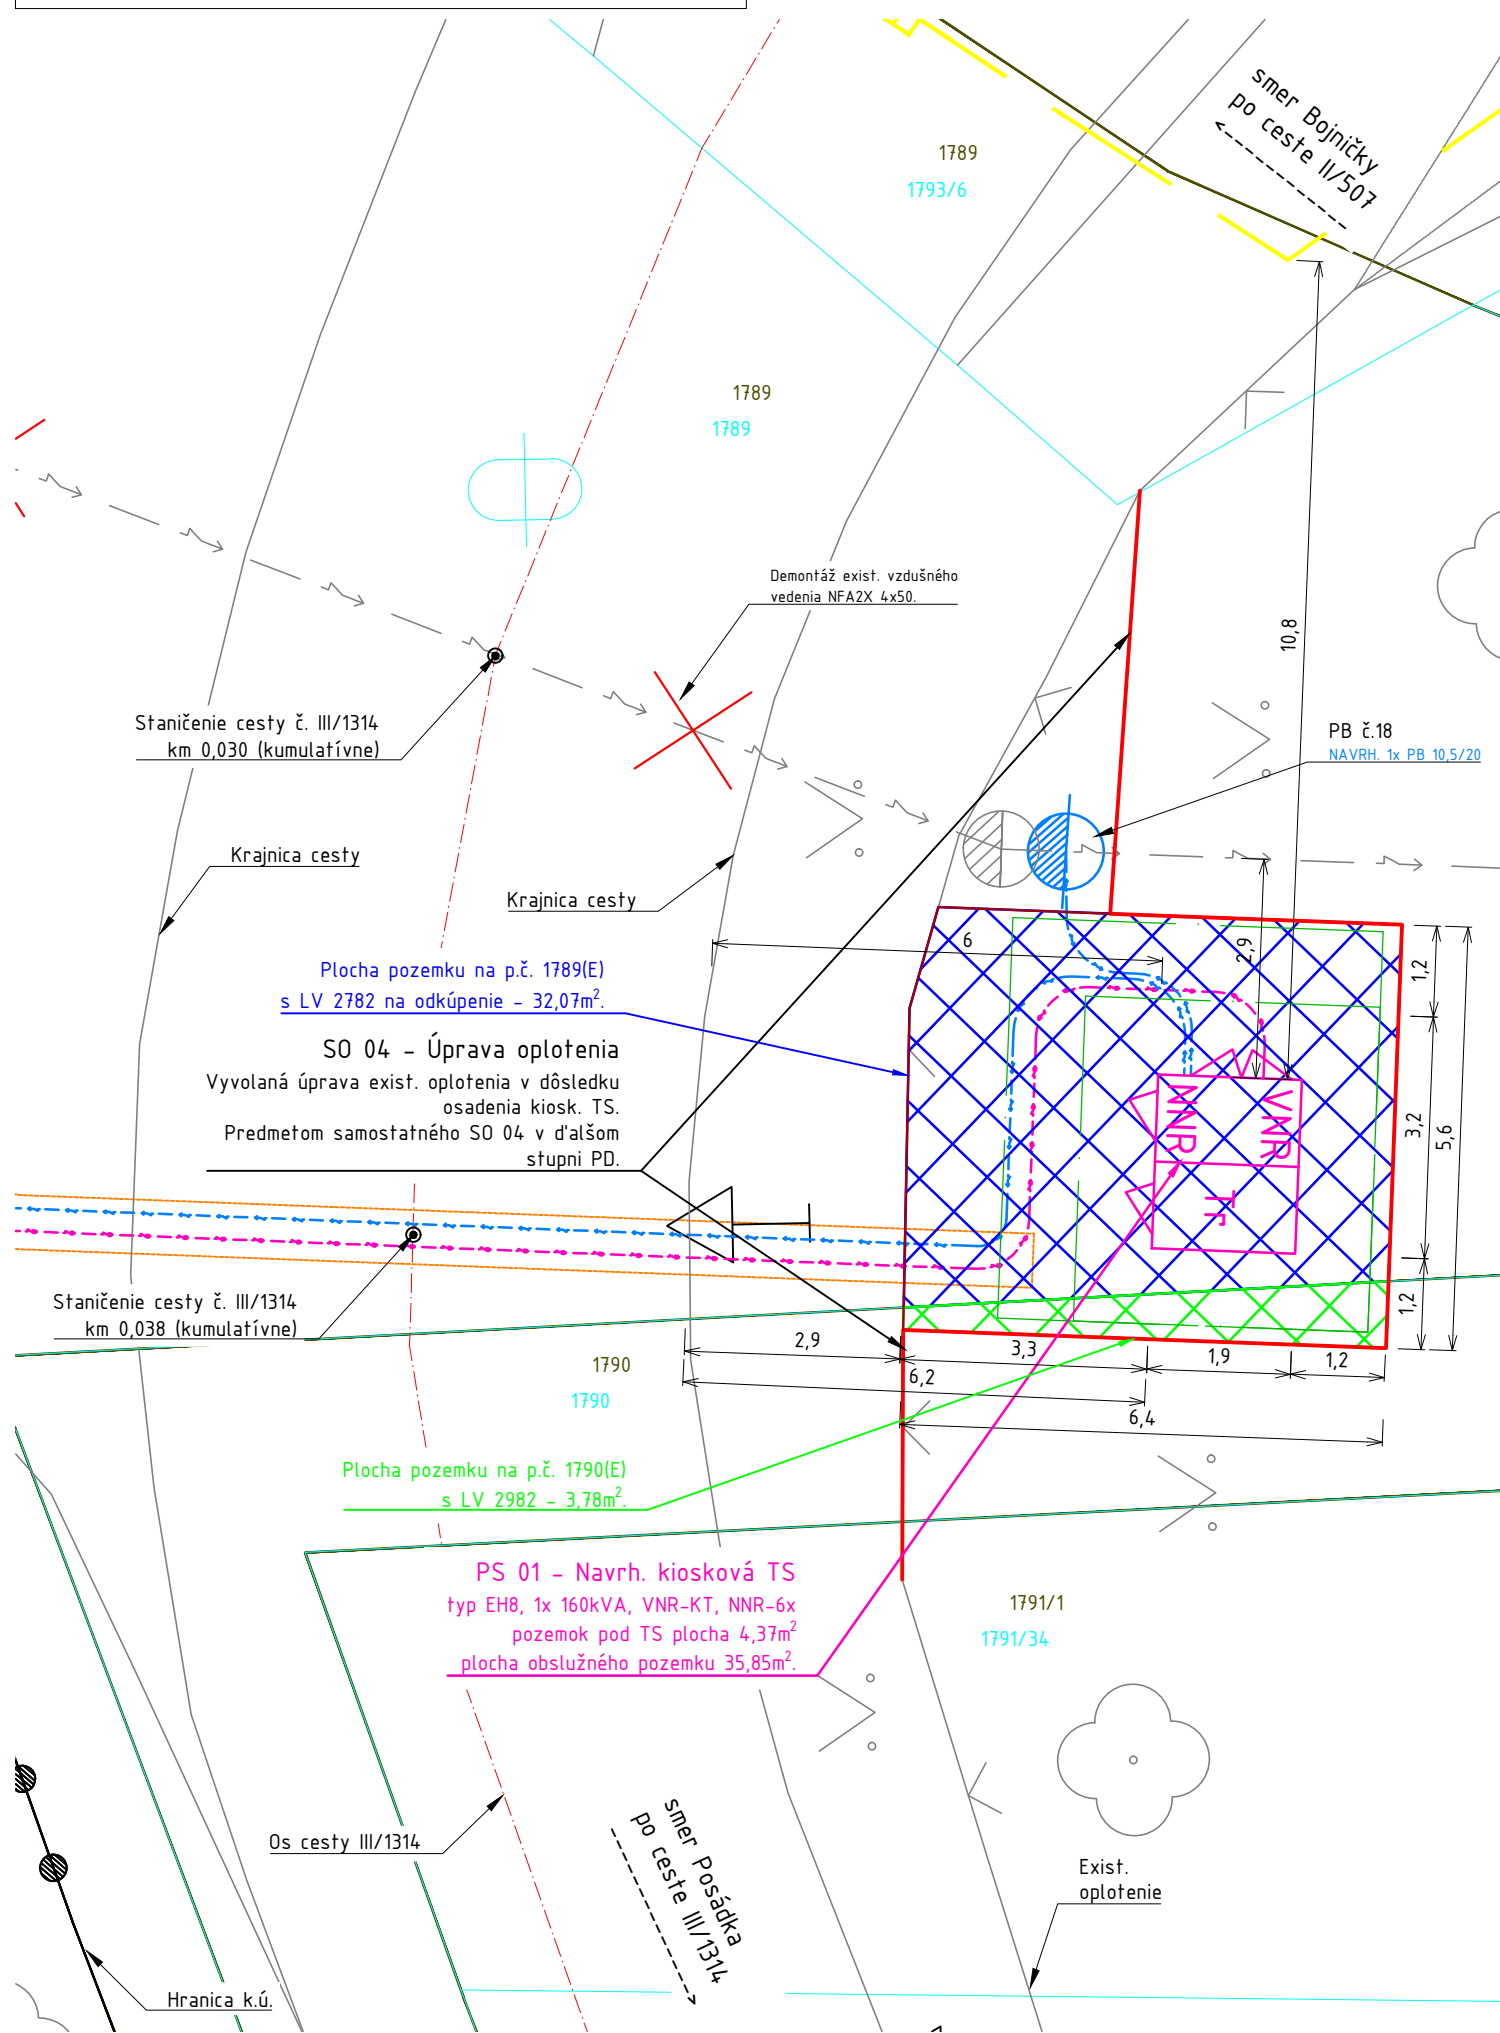 smer Bojničky
po ceste II/507
1789
1793/6
1789
1789
Demontáž exist. vzdušného
vedenia NFA2X 4x50.
10,8
Staničenie cesty č. III/1314
km 0,030 (kumulatívne)
PB č.18
NAVRH. 1x PB 10,5/20
Krajnica cesty
Krajnica cesty
6
2,9
1,2
Plocha pozemku na p.č. 1789(E)
s LV 2782 na odkúpenie - 32,07m².
SO 04 - Úprava oplotenia
Vyvolaná úprava exist. oplotenia v dôsledku
osadenia kiosk. TS.
Predmetom samostatného SO 04 v ďalšom
stupni PD.
NNR
VNR
Tr
3,2
5,6
1,2
Staničenie cesty č. III/1314
km 0,038 (kumulatívne)
2,9
3,3
1,9
1,2
6,2
6,4
1790
1790
Plocha pozemku na p.č. 1790(E)
s LV 2982 - 3,78m².
PS 01 - Navrh. kiosková TS
typ EH8, 1x 160kVA, VNR-KT, NNR-6x
pozemok pod TS plocha 4,37m²
plocha obslužného pozemku 35,85m².
1791/1
1791/34
Os cesty III/1314
smer Posádka
po ceste III/1314
Exist.
oplotenie
Hranica k.ú.